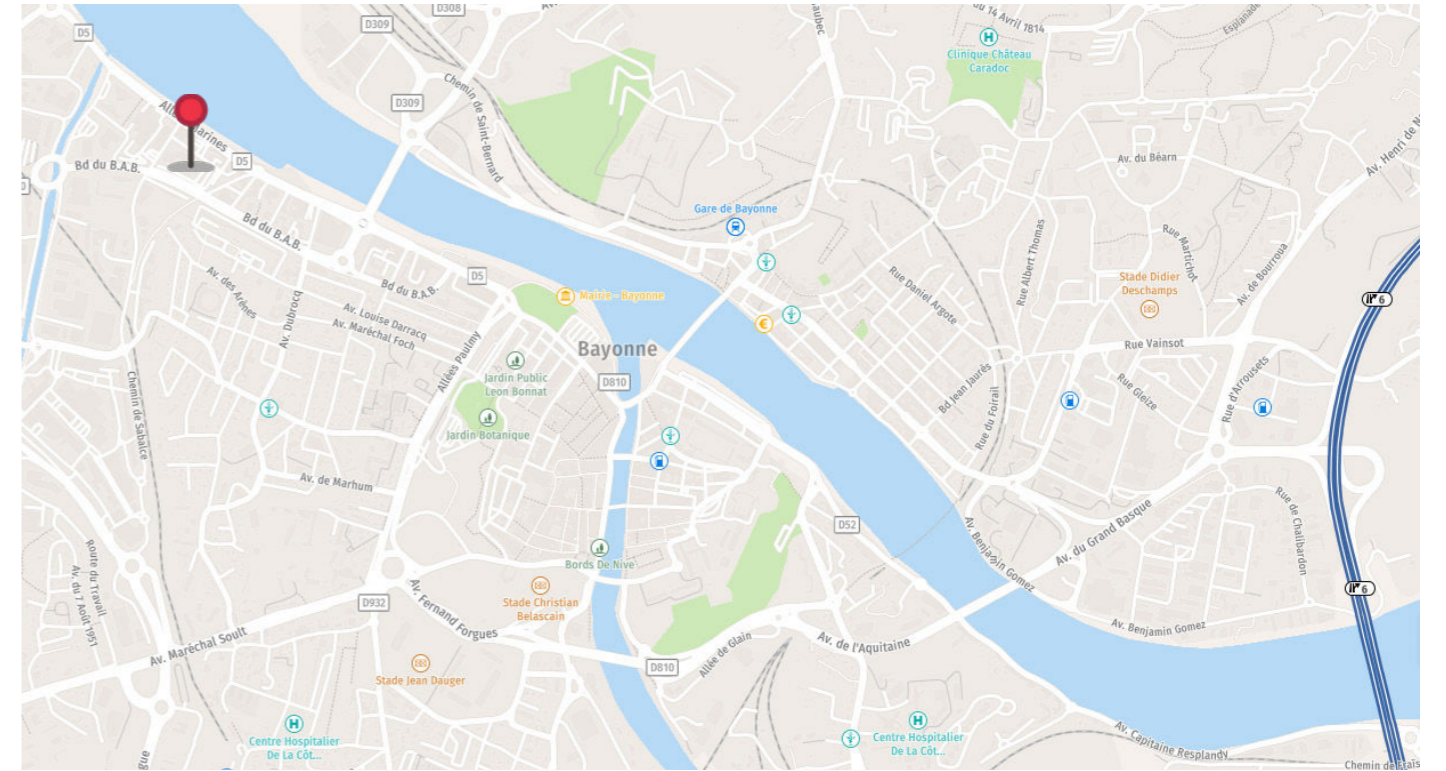 D308
D309
D5
Av. 14 Avril 1814
Clinique Château
Caradoc
Esplanade
Chemin de Saint-Bernard
D309
Bd du B.A.B.
D5
Av. du Béarn
Av. Henri de
Gare de Bayonne
Bd du B.A.B.
Rue Albert Thomas
Rue Martichot
Av. de Bourroua
Av. des Arènes
D5
Rue Daniel Argote
Stade Didier
Deschamps
Bd du B.A.B.
Mairie - Bayonne
6
Av. Dubrocq
Av. Louise Darracq
Av. Maréchal Foch
€
Allées Paulmy
Bayonne
Rue Vainsot
Jardin Public
Leon Bonnat
D810
Chemin de Sabalce
Bd Jean Jaurés
Rue du Foirail
Rue Gleize
Rue d'Arrousets
Jardin Botanique
Av. de Marhum
D52
Rue de Chalibardon
Av. du Grand Basque
Av. Benjamin Gomez
Route du Travail
Av. du 7 Août 1951
Bords De Nive
Stade Christian
Belascain
D932
Av. Fernand Forgues
6
Av. Benjamin Gomez
Av. Maréchal Soult
Allée de Glain
Av. de l'Aquitaine
D810
Stade Jean Dauger
Centre Hospitalier
De La Côt...
Centre Hospitalier
De La Côt...
Av. Capitaine Resplandy